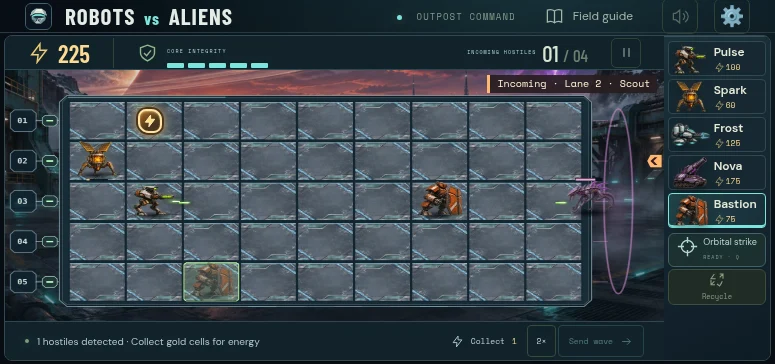 ROBOTS VS ALIENS
OUTPOST COMMAND
Field guide
225
CORE INTEGRITY
INCOMING HOSTILES 01 / 04
Incoming · Lane 2 · Scout
01
02
03
04
05
Pulse
100
Spark
60
Frost
125
Nova
175
Bastion
75
Orbital strike
READY · Q
Recycle
1 hostiles detected · Collect gold cells for energy
Collect 1
2×
Send wave →